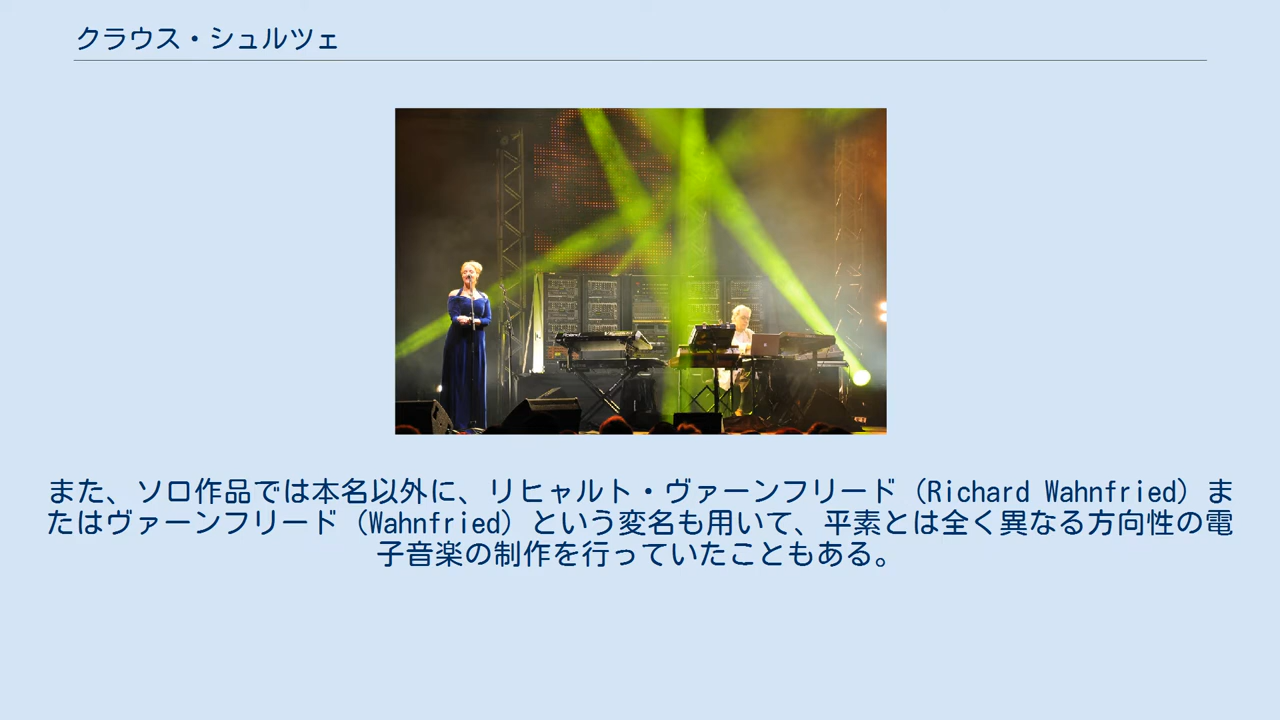 クラウス・シュルツェ
Roland
また、ソロ作品では本名以外に、リヒャルト・ヴァーンフリード（Richard Wahnfried）ま
たはヴァーンフリード（Wahnfried）という変名も用いて、平素とは全く異なる方向性の電
子音楽の制作を行っていたこともある。